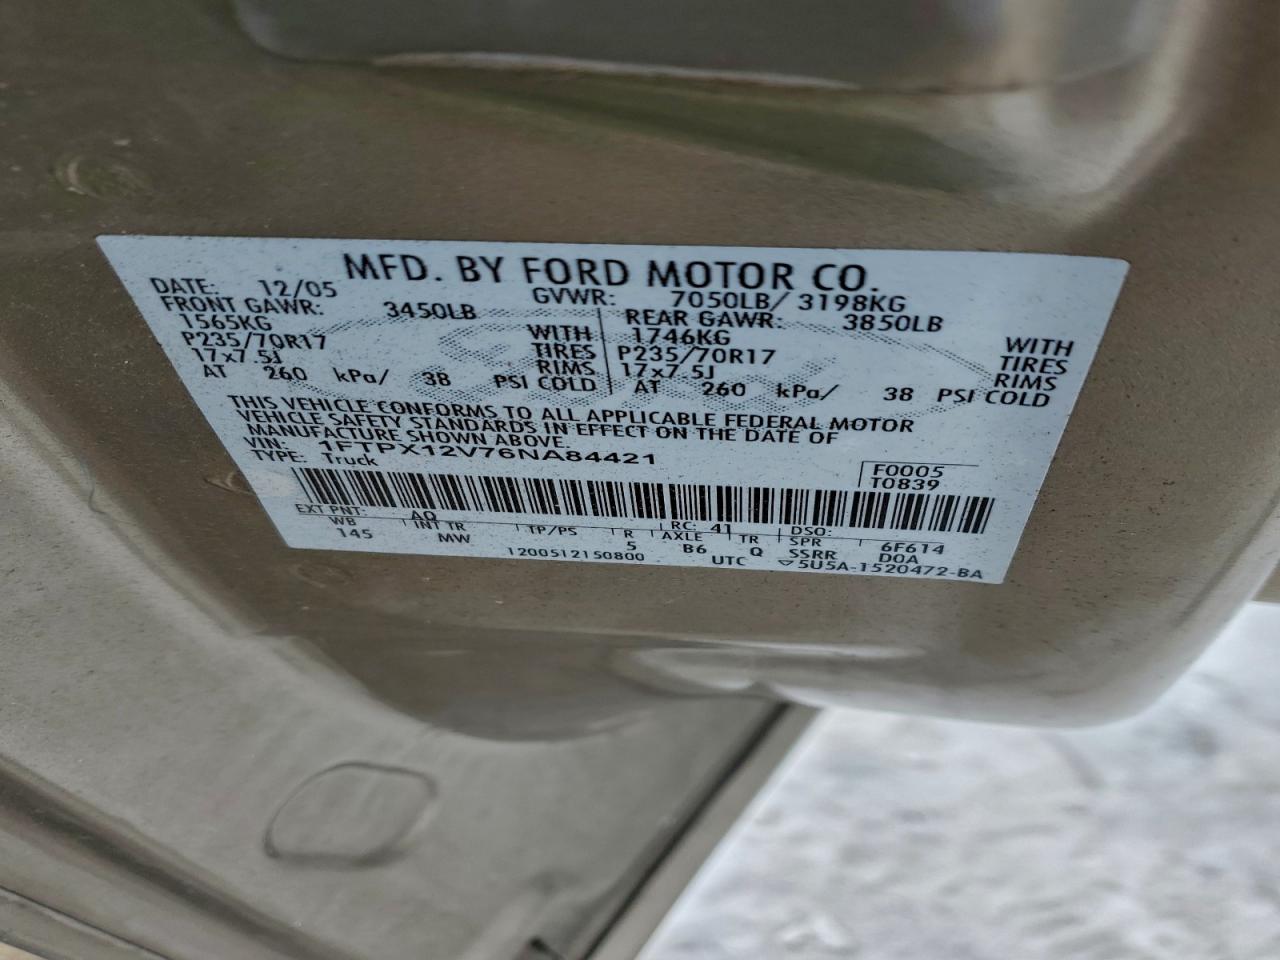 MFD. BY FORD MOTOR CO.
DATE: 12/05 GVWR: 7050LB/ 3198KG
FRONT GAWR: 3450LB REAR GAWR: 3850LB
1565KG WITH 1746KG WITH
P235/70R17 TIRES P235/70R17 TIRES
17x7.5J RIMS 17x7.5J RIMS
AT 260 kPa/ 38 PSI COLD AT 260 kPa/ 38 PSI COLD
THIS VEHICLE CONFORMS TO ALL APPLICABLE FEDERAL MOTOR
VEHICLE SAFETY STANDARDS IN EFFECT ON THE DATE OF
MANUFACTURE SHOWN ABOVE.
VIN: 1FTPX12V76NA84421 F0005
TYPE: Truck T0839
EXT PNT: AQ RC: 41 DSO:
WB INT TR TP/PS R AXLE TR SPR 6F614
145 MW 5 B6 Q SSRR D0A
1200512150800 UTC ▽5U5A-1520472-BA